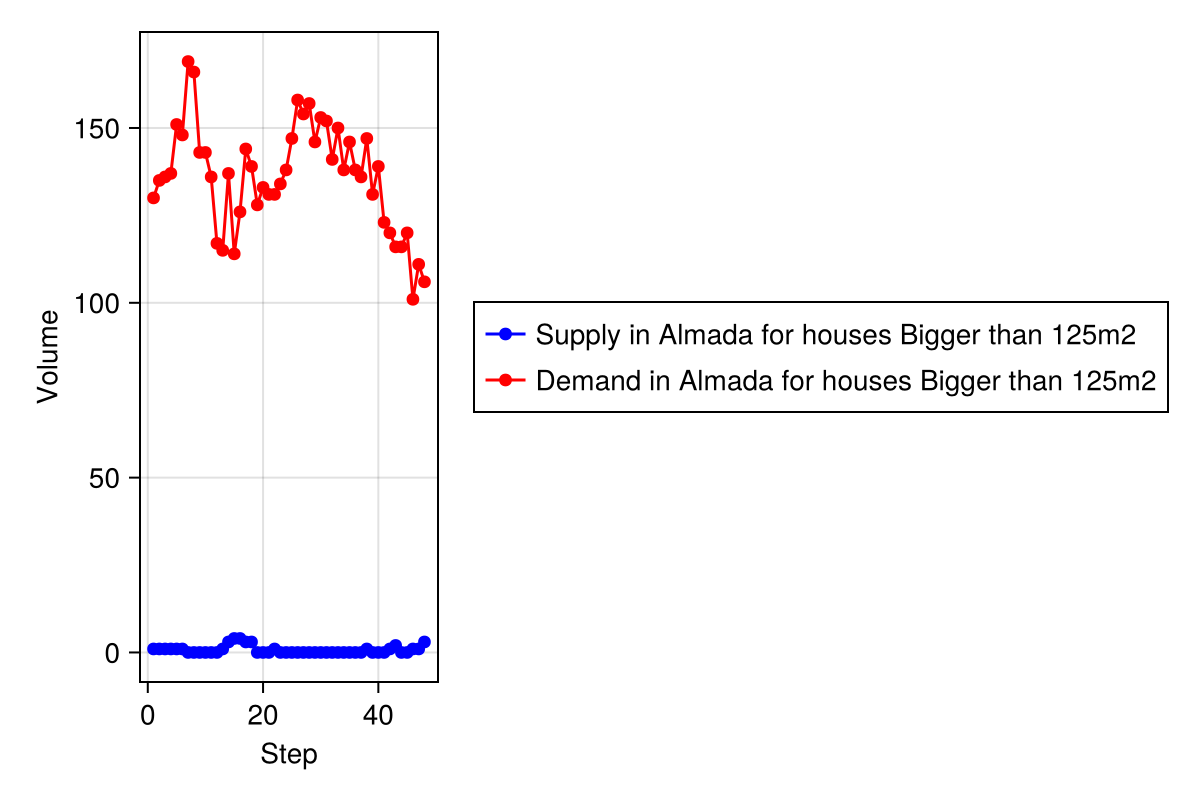 150
100
50
0
Volume
0 20 40
Step
Supply in Almada for houses Bigger than 125m2
Demand in Almada for houses Bigger than 125m2